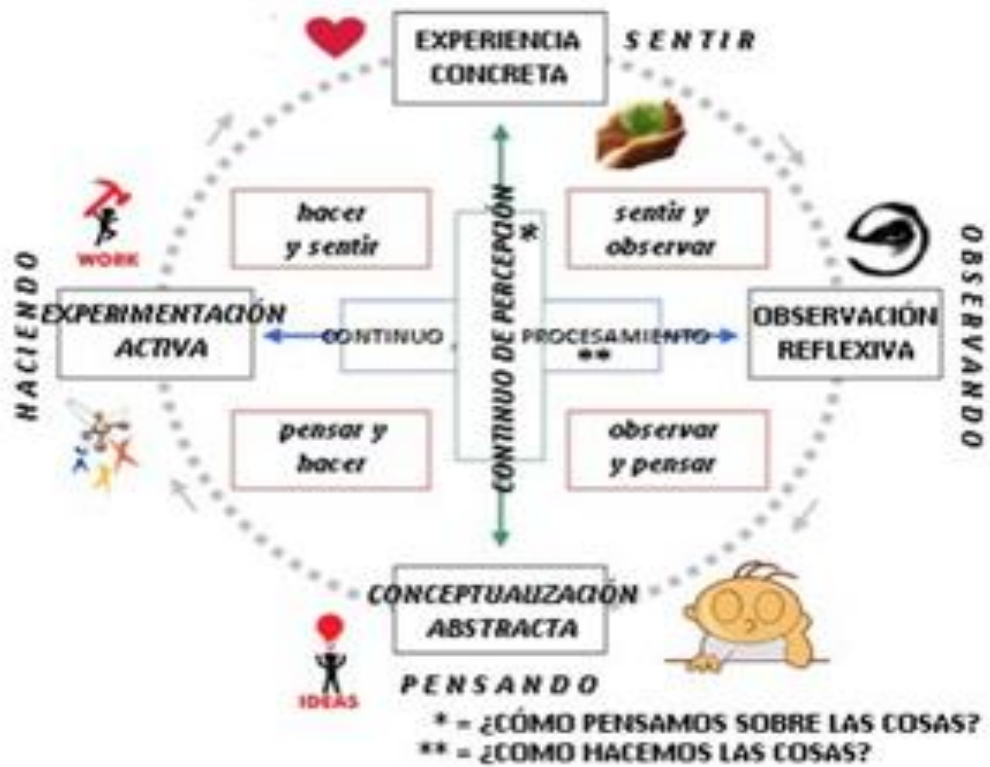 EXPERIENCIA
CONCRETA
SENTIR
hacer
y sentir
sentir y
observar
WORK
HACIENDO
EXPERIMENTACIÓN
ACTIVA
CONTINUO
CONTINUO DE PERCEPCIÓN
*
PROCESAMIENTO
**
OBSERVACIÓN
REFLEXIVA
OBSERVANDO
pensar y
hacer
observar
y pensar
CONCEPTUALIZACIÓN
ABSTRACTA
IDEAS
PENSANDO
* = ¿CÓMO PENSAMOS SOBRE LAS COSAS?
** = ¿COMO HACEMOS LAS COSAS?